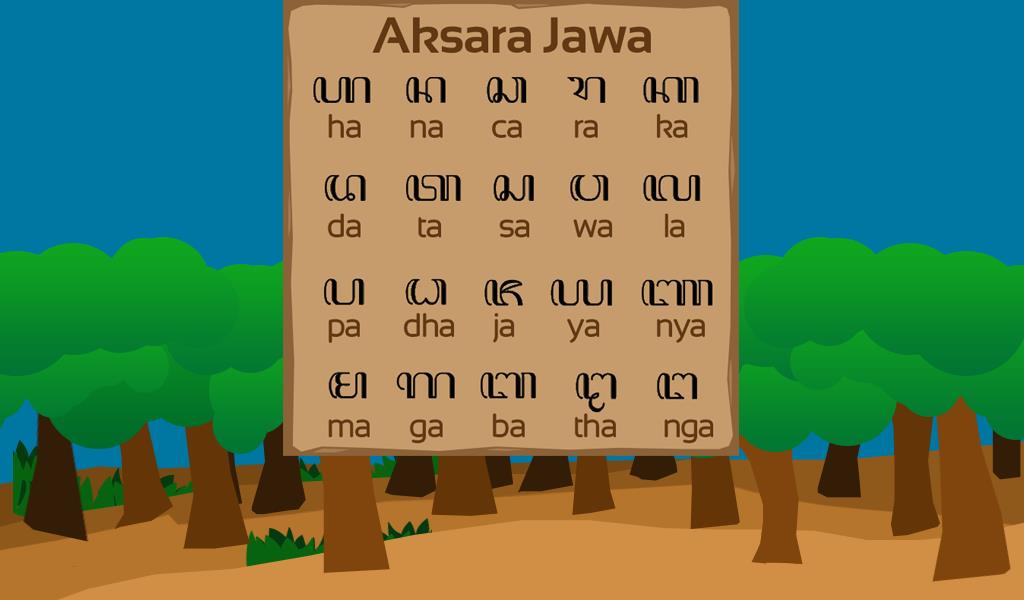 Aksara Jawa
ꦲ ꦤ ꦕ ꦫ ꦏ
ha na ca ra ka
ꦢ ꦠ ꦱ ꦮ ꦭ
da ta sa wa la
ꦥ ꦝ ꦗ ꦪ ꦚ
pa dha ja ya nya
ꦩ ꦒ ꦧ ꦛ ꦔ
ma ga ba tha nga